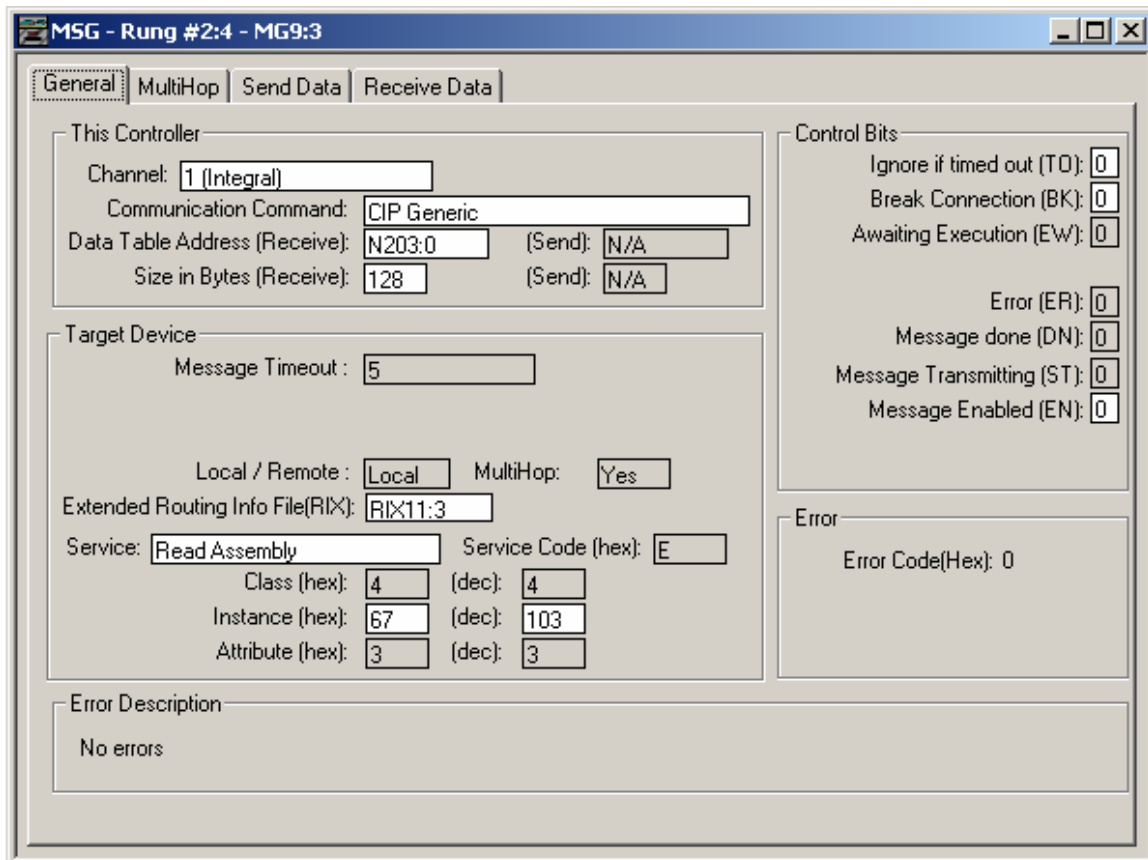 MSG - Rung #2:4 - MG9:3
General MultiHop Send Data Receive Data
This Controller
Channel: 1 (Integral)
Communication Command: CIP Generic
Data Table Address (Receive): N203:0 (Send): N/A
Size in Bytes (Receive): 128 (Send): N/A
Target Device
Message Timeout : 5
Local / Remote : Local MultiHop: Yes
Extended Routing Info File(RIX): RIX11:3
Service: Read Assembly Service Code (hex): E
Class (hex): 4 (dec): 4
Instance (hex): 67 (dec): 103
Attribute (hex): 3 (dec): 3
Control Bits
Ignore if timed out (TO): 0
Break Connection (BK): 0
Awaiting Execution (EW): 0
Error (ER): 0
Message done (DN): 0
Message Transmitting (ST): 0
Message Enabled (EN): 0
Error
Error Code(Hex): 0
Error Description
No errors